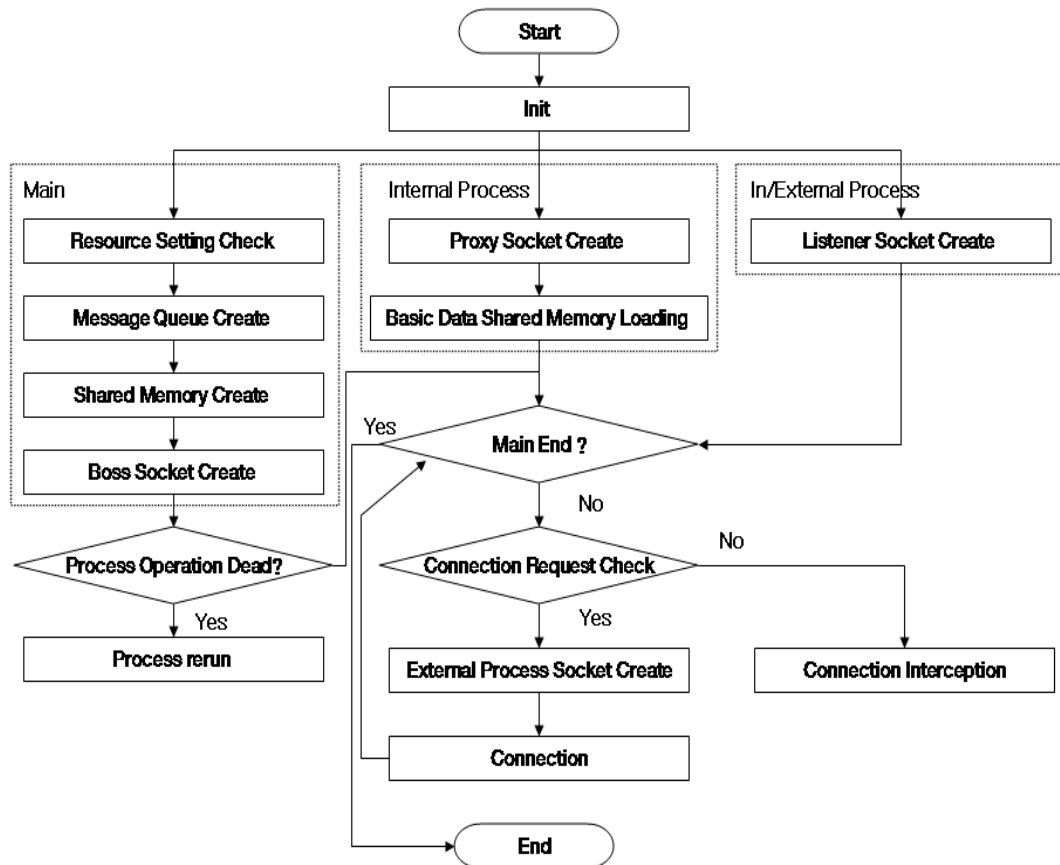 Start
Init
Main
Internal Process
In/External Process
Resource Setting Check
Proxy Socket Create
Listener Socket Create
Message Queue Create
Basic Data Shared Memory Loading
Shared Memory Create
Yes
Main End ?
Boss Socket Create
No
No
Process Operation Dead?
Connection Request Check
Yes
Yes
Process rerun
External Process Socket Create
Connection Interception
Connection
End